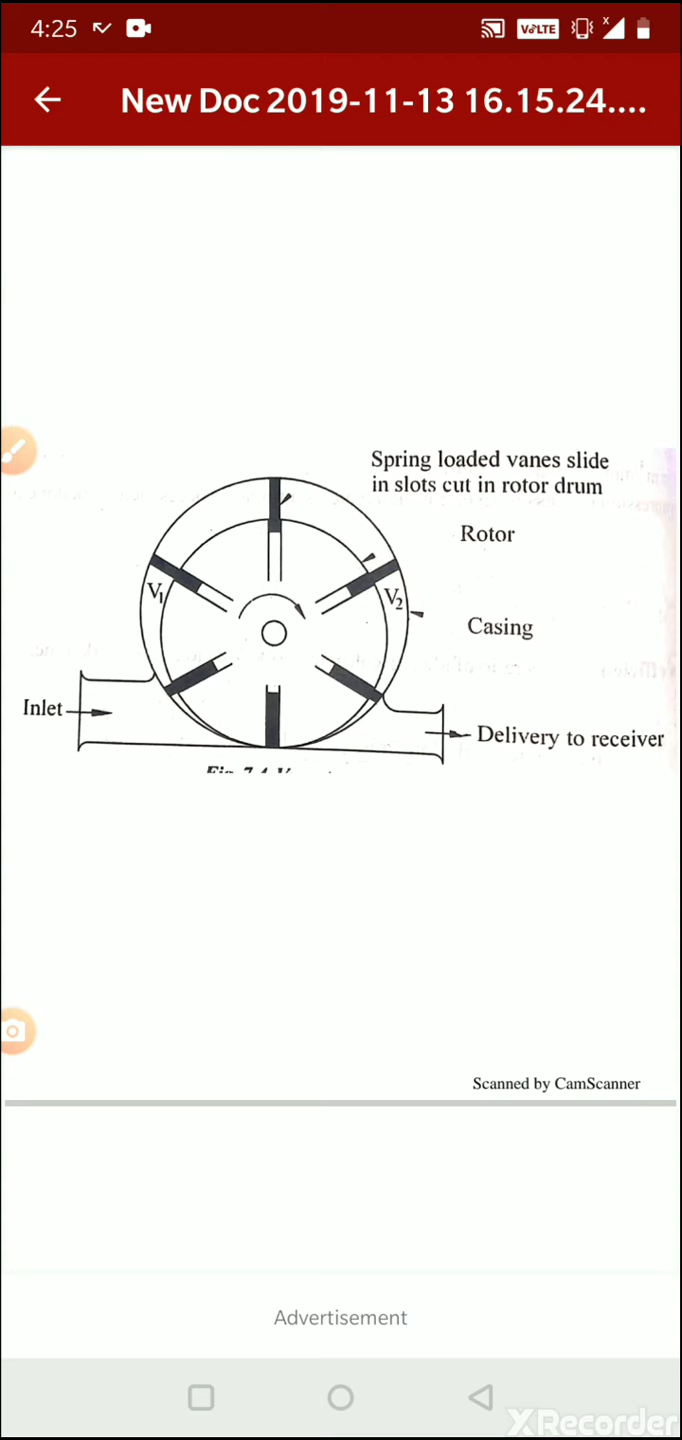 4:25
VoLTE
x
New Doc 2019-11-13 16.15.24....
Spring loaded vanes slide
in slots cut in rotor drum
Rotor
V1
V2
Casing
Inlet
Delivery to receiver
Scanned by CamScanner
Advertisement
XRecorder